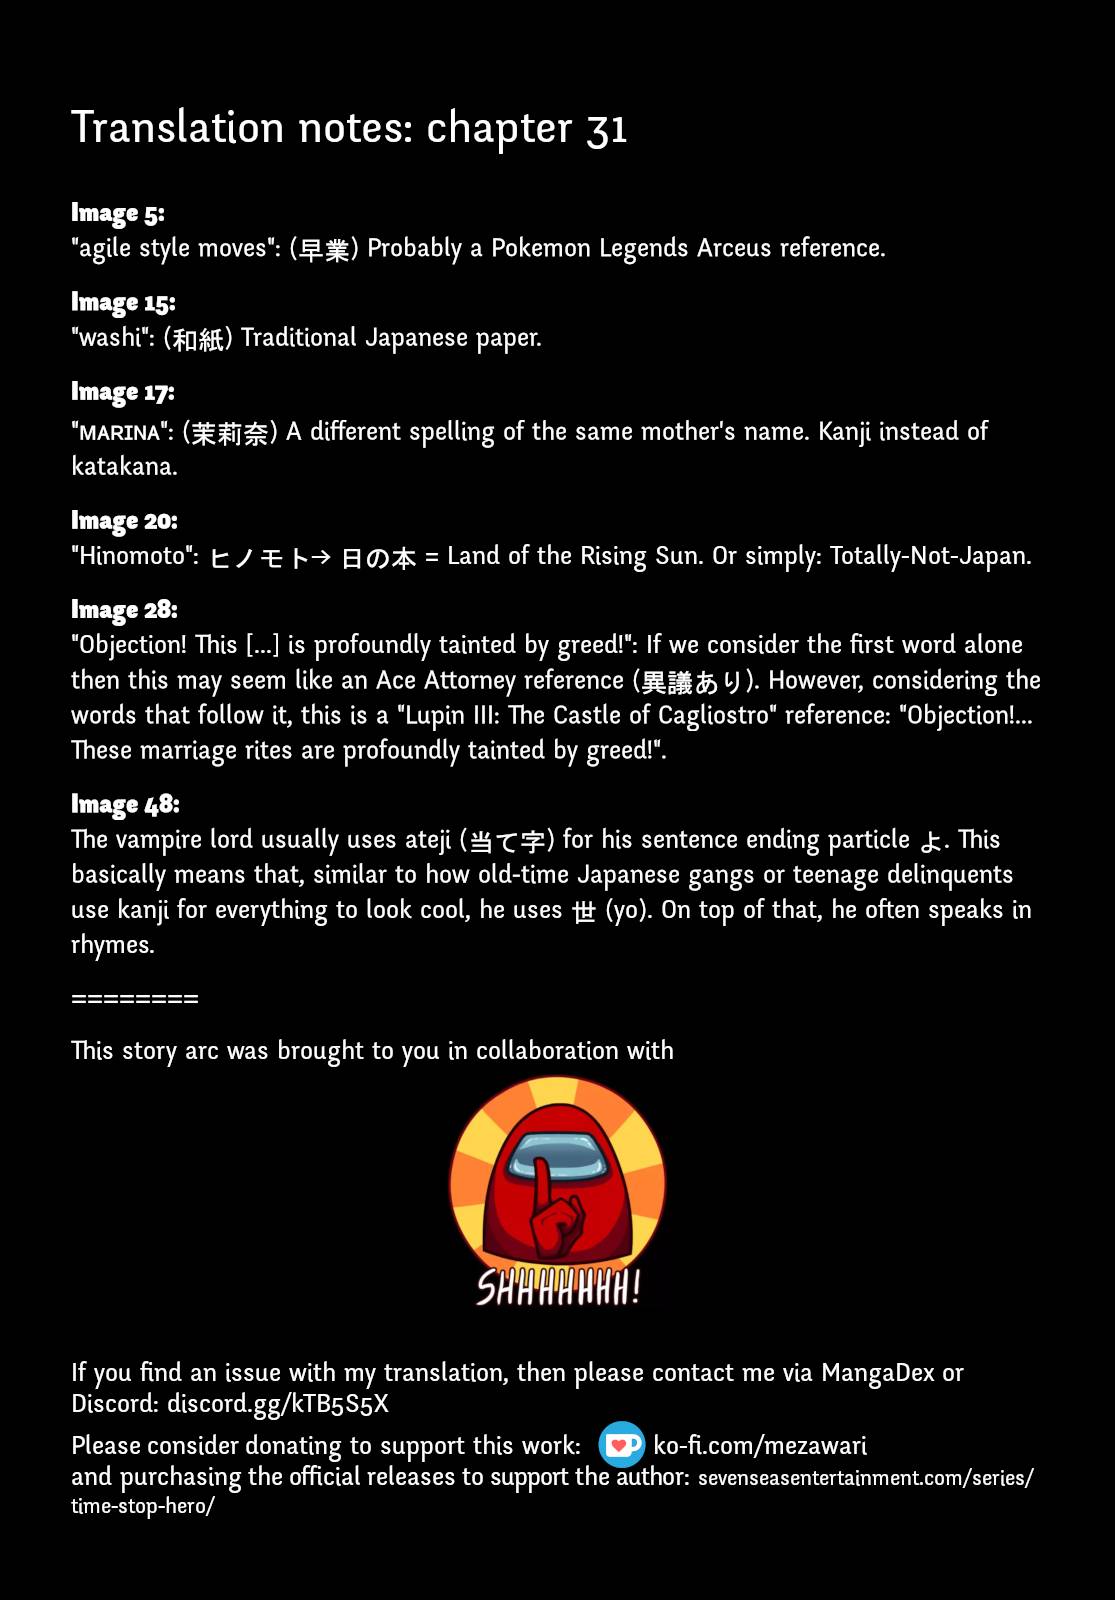 Translation notes: chapter 31
Image 5:
"agile style moves": (早業) Probably a Pokemon Legends Arceus reference.
Image 15:
"washi": (和紙) Traditional Japanese paper.
Image 17:
"MARINA": (茉莉奈) A different spelling of the same mother's name. Kanji instead of
katakana.
Image 20:
"Hinomoto": ヒノモト→ 日の本 = Land of the Rising Sun. Or simply: Totally-Not-Japan.
Image 28:
"Objection! This [...] is profoundly tainted by greed!": If we consider the first word alone
then this may seem like an Ace Attorney reference (異議あり). However, considering the
words that follow it, this is a "Lupin III: The Castle of Cagliostro" reference: "Objection!...
These marriage rites are profoundly tainted by greed!".
Image 48:
The vampire lord usually uses ateji (当て字) for his sentence ending particle よ. This
basically means that, similar to how old-time Japanese gangs or teenage delinquents
use kanji for everything to look cool, he uses 世 (yo). On top of that, he often speaks in
rhymes.
========
This story arc was brought to you in collaboration with
SHHHHHHH!
If you find an issue with my translation, then please contact me via MangaDex or
Discord: discord.gg/kTB5S5X
Please consider donating to support this work: ko-fi.com/mezawari
and purchasing the official releases to support the author: sevenseasentertainment.com/series/
time-stop-hero/